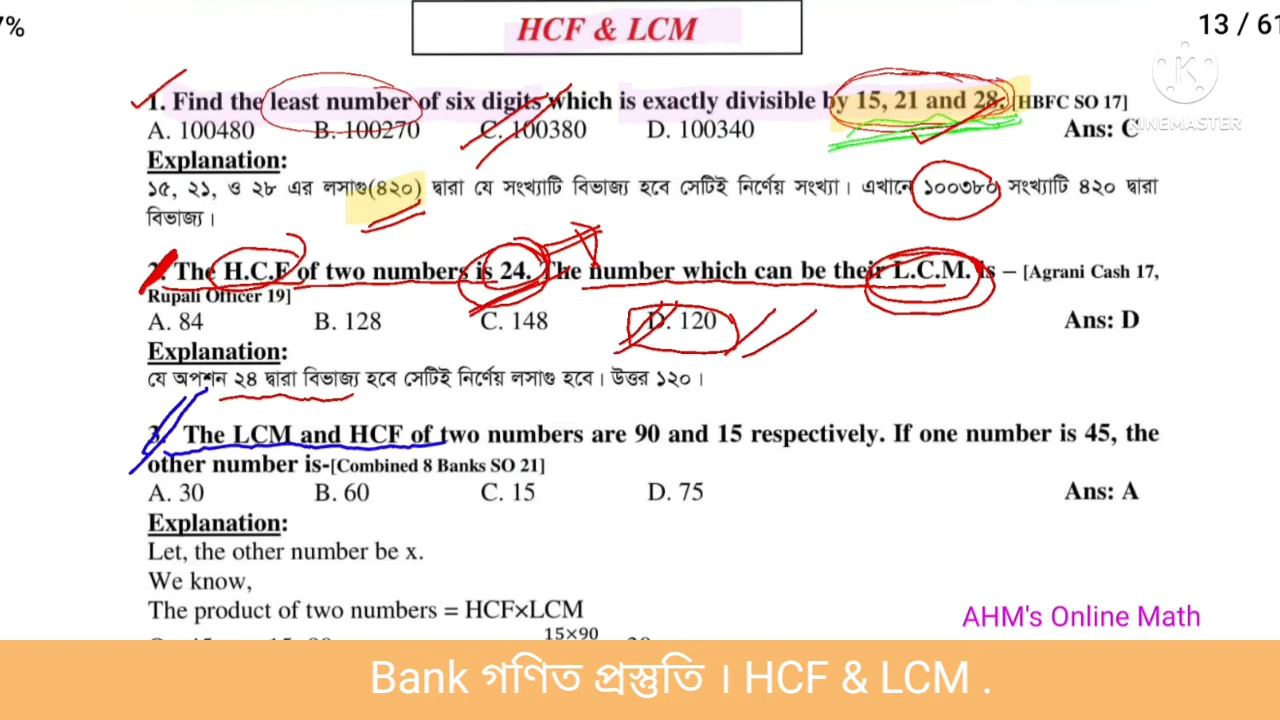 7%
HCF & LCM
13 / 61
1. Find the least number of six digits which is exactly divisible by 15, 21 and 28. [HBFC SO 17]
A. 100480 B. 100270 C. 100380 D. 100340 Ans: C
KINEMASTER
Explanation:
১৫, ২১, ও ২৮ এর লসাগু(৪২০) দ্বারা যে সংখ্যাটি বিভাজ্য হবে সেটিই নির্ণেয় সংখ্যা। এখানে ১০০৩৮০ সংখ্যাটি ৪২০ দ্বারা
বিভাজ্য।
2. The H.C.F of two numbers is 24. The number which can be their L.C.M. is – [Agrani Cash 17,
Rupali Officer 19]
A. 84 B. 128 C. 148 D. 120 Ans: D
Explanation:
যে অপশন ২৪ দ্বারা বিভাজ্য হবে সেটিই নির্ণেয় লসাগু হবে। উত্তর ১২০।
3. The LCM and HCF of two numbers are 90 and 15 respectively. If one number is 45, the
other number is-[Combined 8 Banks SO 21]
A. 30 B. 60 C. 15 D. 75 Ans: A
Explanation:
Let, the other number be x.
We know,
The product of two numbers = HCF×LCM
AHM's Online Math
15×90
Bank গণিত প্রস্তুতি । HCF & LCM .